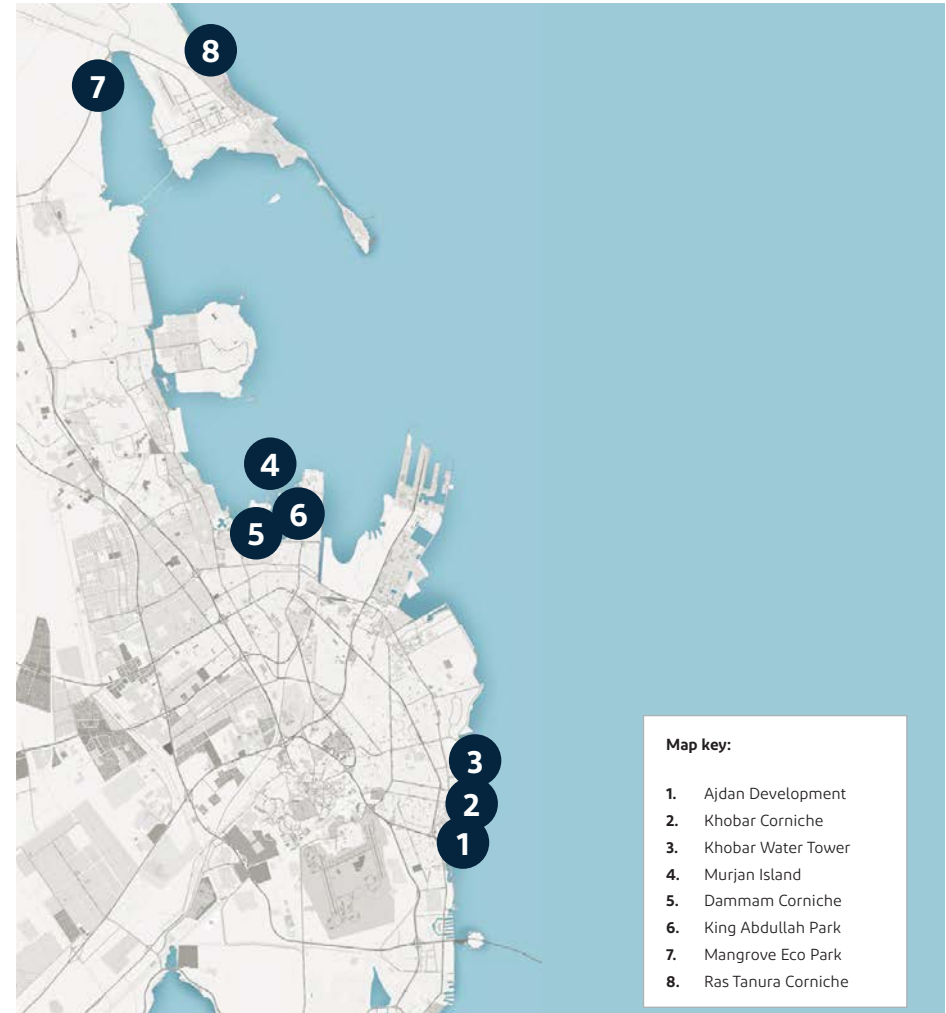 8
7
4
6
5
3
2
1
Map key:
1. Ajdan Development
2. Khobar Corniche
3. Khobar Water Tower
4. Murjan Island
5. Dammam Corniche
6. King Abdullah Park
7. Mangrove Eco Park
8. Ras Tanura Corniche